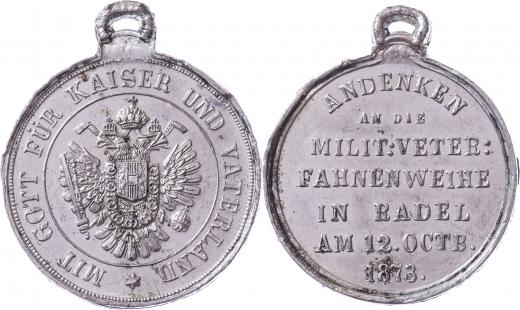 MIT GOTT FÜR KAISER UND VATERLAND
ANDENKEN
AN DIE
MILIT:VETER:
FAHNENWEIHE
IN RADEL
AM 12.OCTB.
1873.